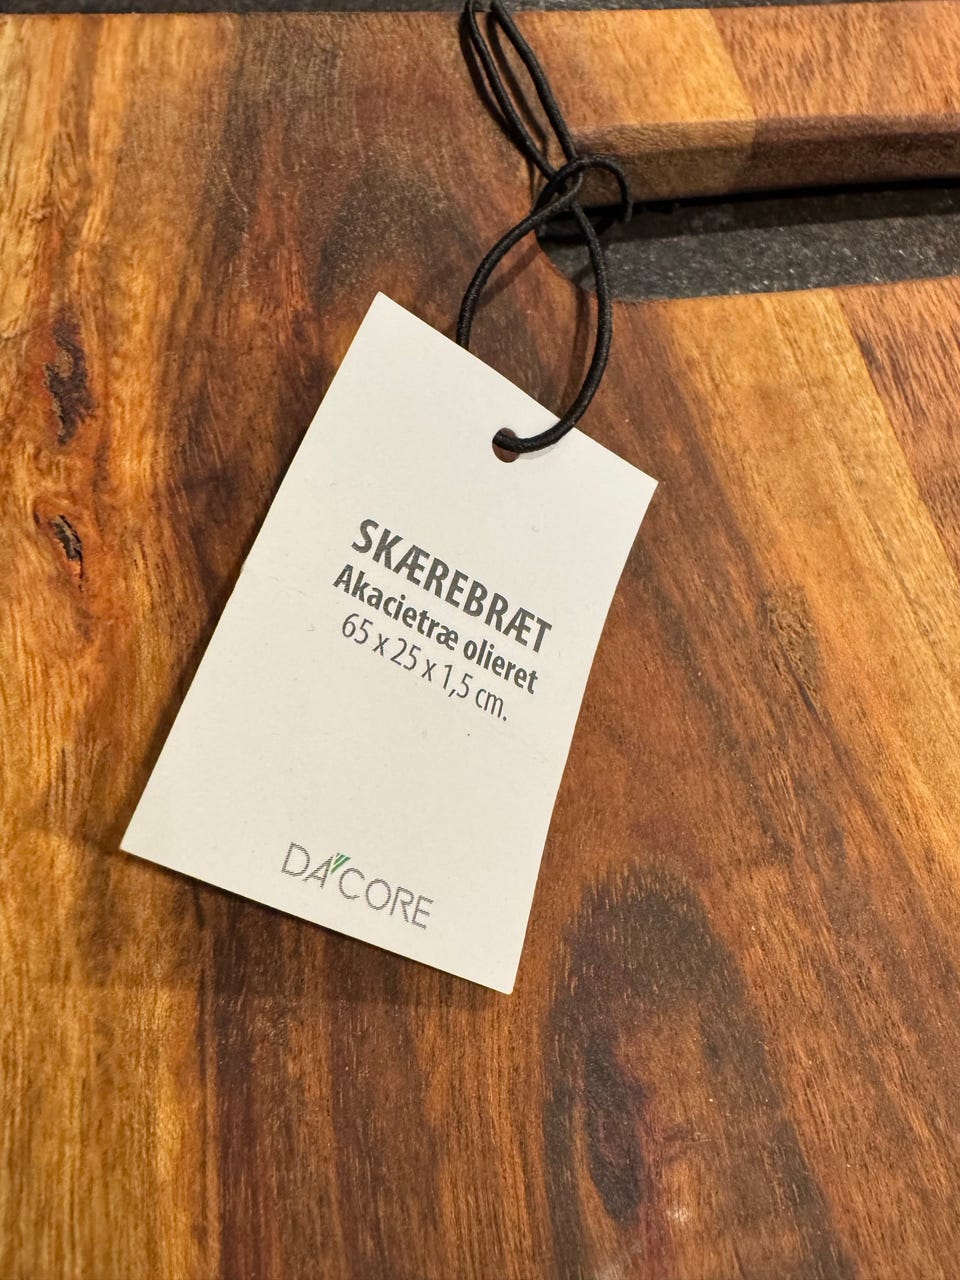 SKÆREBRÆT
Akacietræ olieret
65 x 25 x 1,5 cm.
DA'CORE